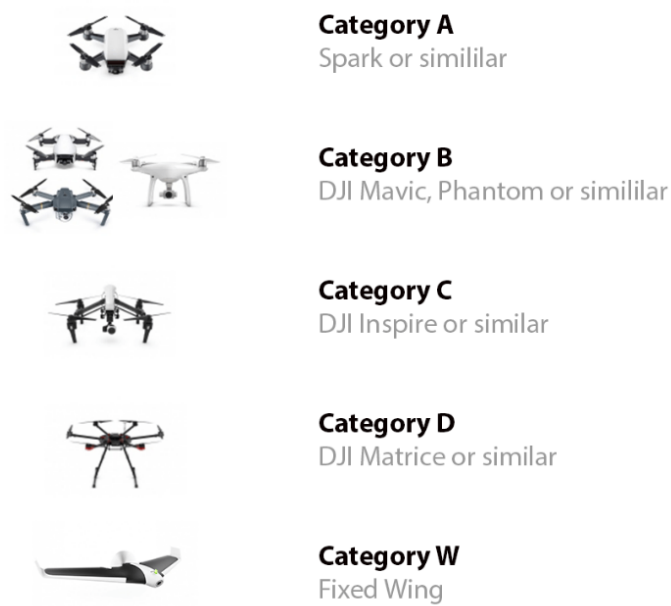 Category A
Spark or simililar
Category B
DJI Mavic, Phantom or simililar
Category C
DJI Inspire or similar
Category D
DJI Matrice or similar
Category W
Fixed Wing